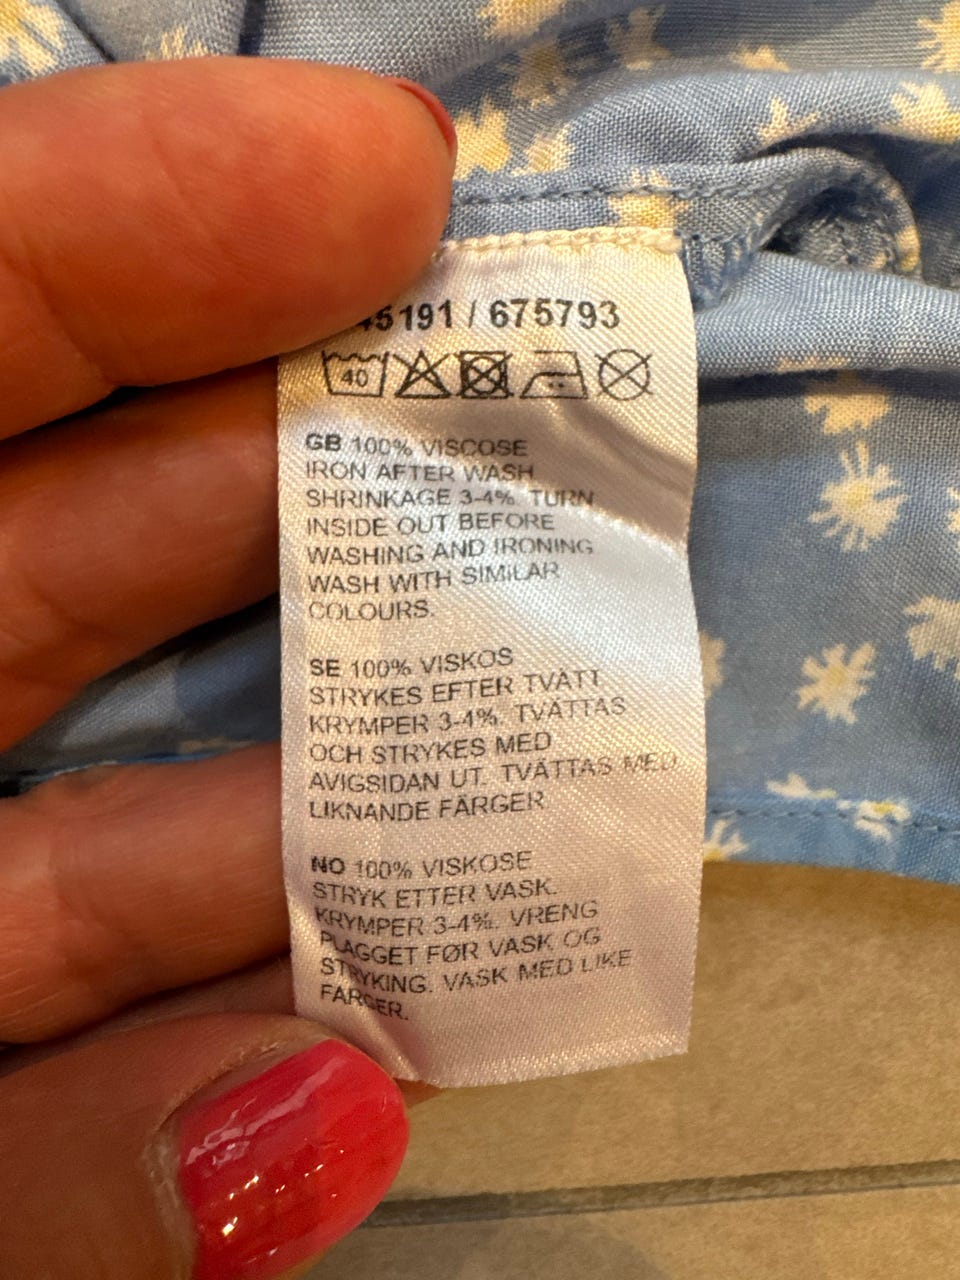 45191 / 675793
40
GB 100% VISCOSE
IRON AFTER WASH
SHRINKAGE 3-4%. TURN
INSIDE OUT BEFORE
WASHING AND IRONING
WASH WITH SIMILAR
COLOURS.
SE 100% VISKOS
STRYKES EFTER TVÄTT
KRYMPER 3-4%. TVÄTTAS
OCH STRYKES MED
AVIGSIDAN UT. TVÄTTAS MED
LIKNANDE FÄRGER
NO 100% VISKOSE
STRYK ETTER VASK.
KRYMPER 3-4%. VRENG
PLAGGET FØR VASK OG
STRYKING. VASK MED LIKE
FARGER.